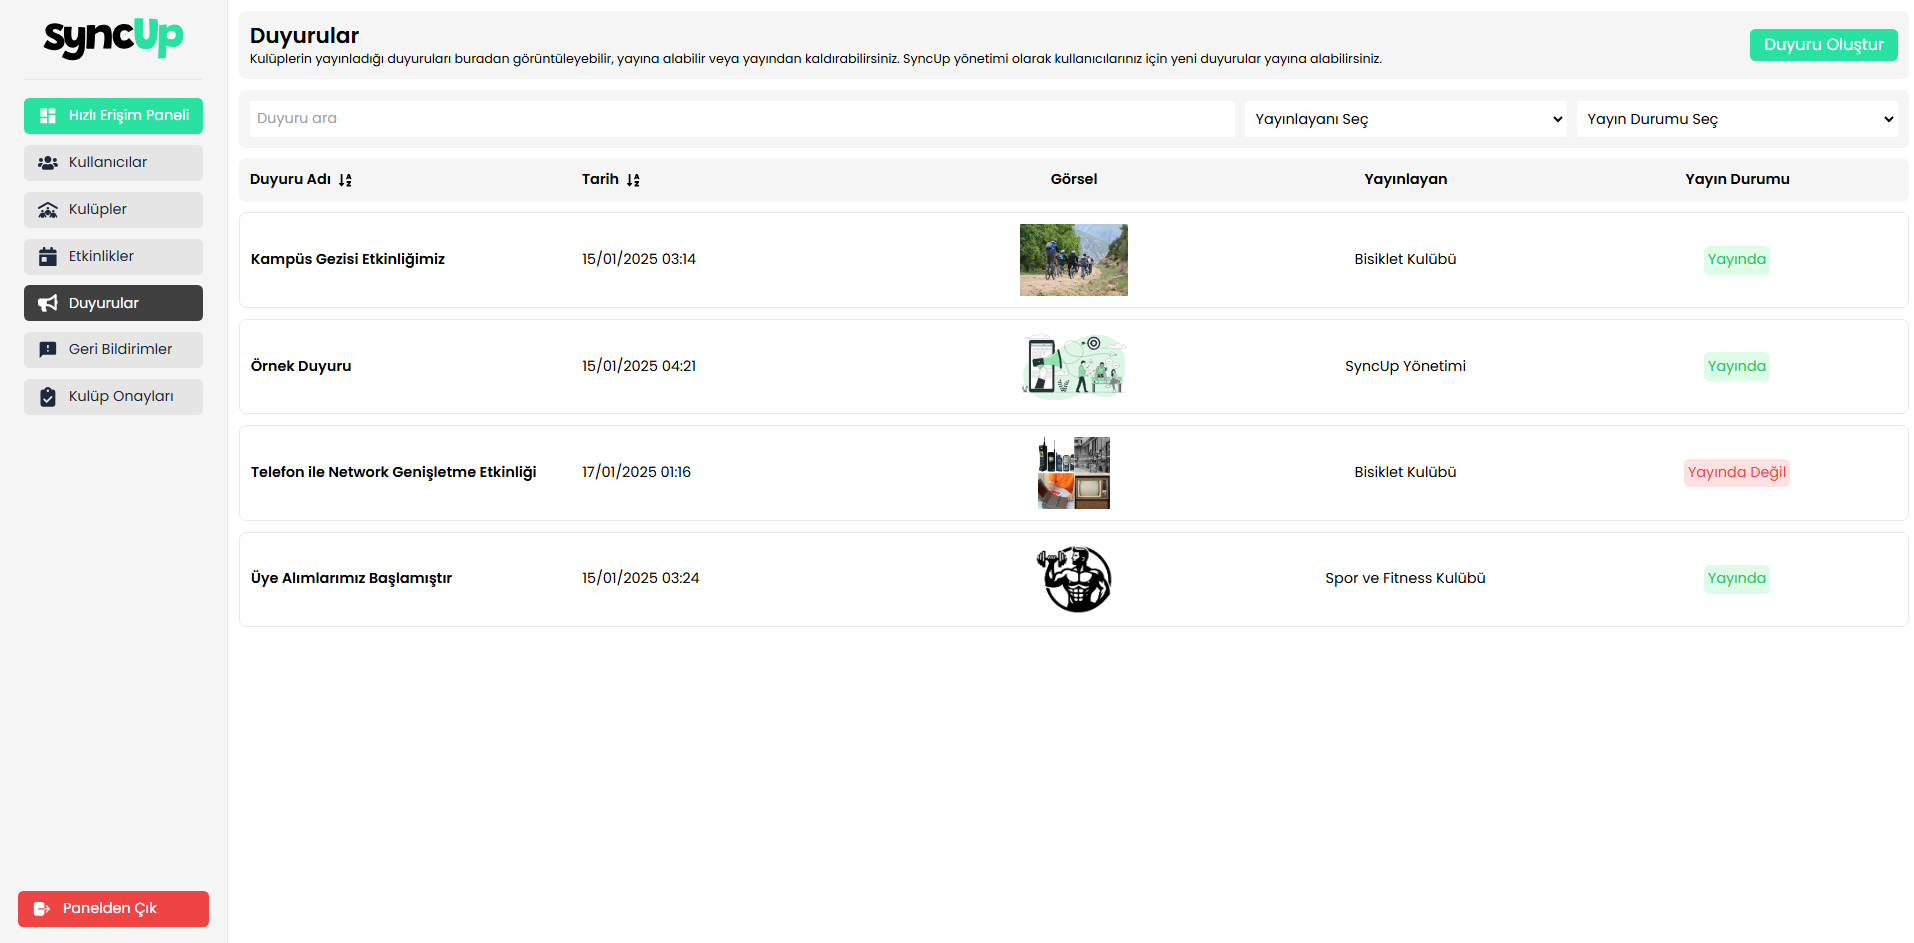 SyncUp
Hızlı Erişim Paneli
Kullanıcılar
Kulüpler
Etkinlikler
Duyurular
Geri Bildirimler
Kulüp Onayları
Panelden Çık
Duyurular
Kulüplerin yayınladığı duyuruları buradan görüntüleyebilir, yayına alabilir veya yayından kaldırabilirsiniz. SyncUp yönetimi olarak kullanıcılarınız için yeni duyurular yayına alabilirsiniz.
Duyuru Oluştur
Duyuru ara
Yayınlayanı Seç
Yayın Durumu Seç
Duyuru Adı Tarih Görsel Yayınlayan Yayın Durumu
Kampüs Gezisi Etkinliğimiz 15/01/2025 03:14 Bisiklet Kulübü Yayında
Örnek Duyuru 15/01/2025 04:21 SyncUp Yönetimi Yayında
Telefon ile Network Genişletme Etkinliği 17/01/2025 01:16 Bisiklet Kulübü Yayında Değil
Üye Alımlarımız Başlamıştır 15/01/2025 03:24 Spor ve Fitness Kulübü Yayında